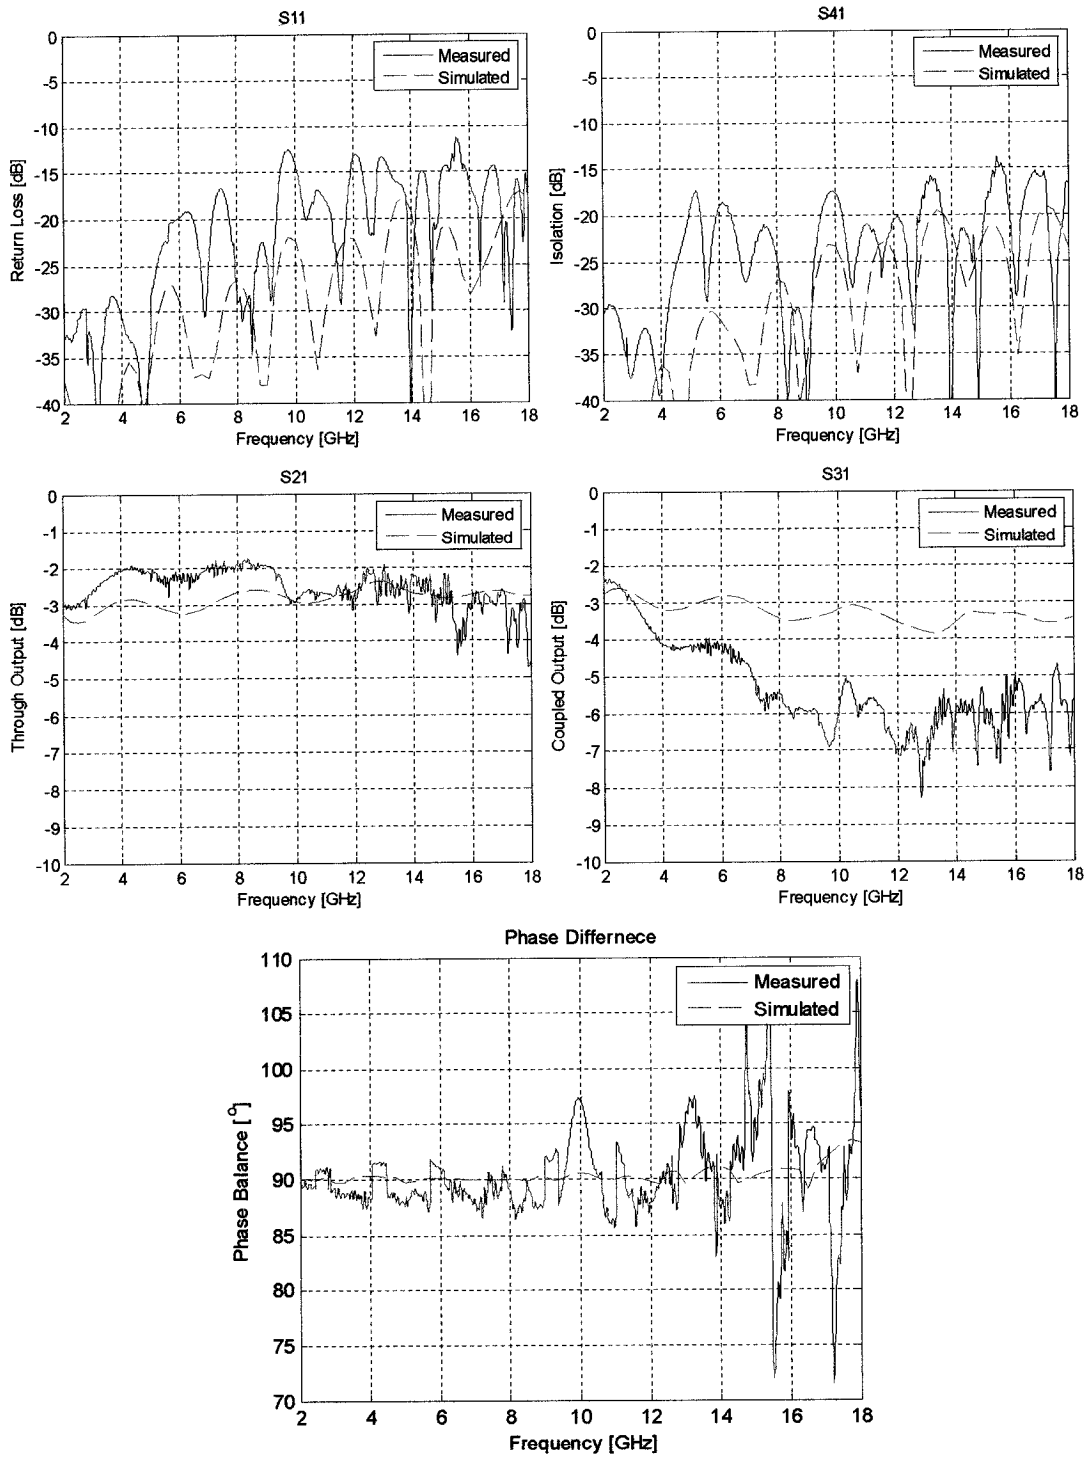 S11
0
-5
-10
-15
-20
-25
-30
-35
-40
Return Loss [dB]
Measured
Simulated
2 4 6 8 10 12 14 16 18
Frequency [GHz]
S41
0
-5
-10
-15
-20
-25
-30
-35
-40
Isolation [dB]
Measured
Simulated
2 4 6 8 10 12 14 16 18
Frequency [GHz]
S21
0
-1
-2
-3
-4
-5
-6
-7
-8
-9
-10
Through Output [dB]
Measured
Simulated
2 4 6 8 10 12 14 16 18
Frequency [GHz]
S31
0
-1
-2
-3
-4
-5
-6
-7
-8
-9
-10
Coupled Output [dB]
Measured
Simulated
2 4 6 8 10 12 14 16 18
Frequency [GHz]
Phase Differnece
110
105
100
95
90
85
80
75
70
Phase Balance [°]
Measured
Simulated
2 4 6 8 10 12 14 16 18
Frequency [GHz]